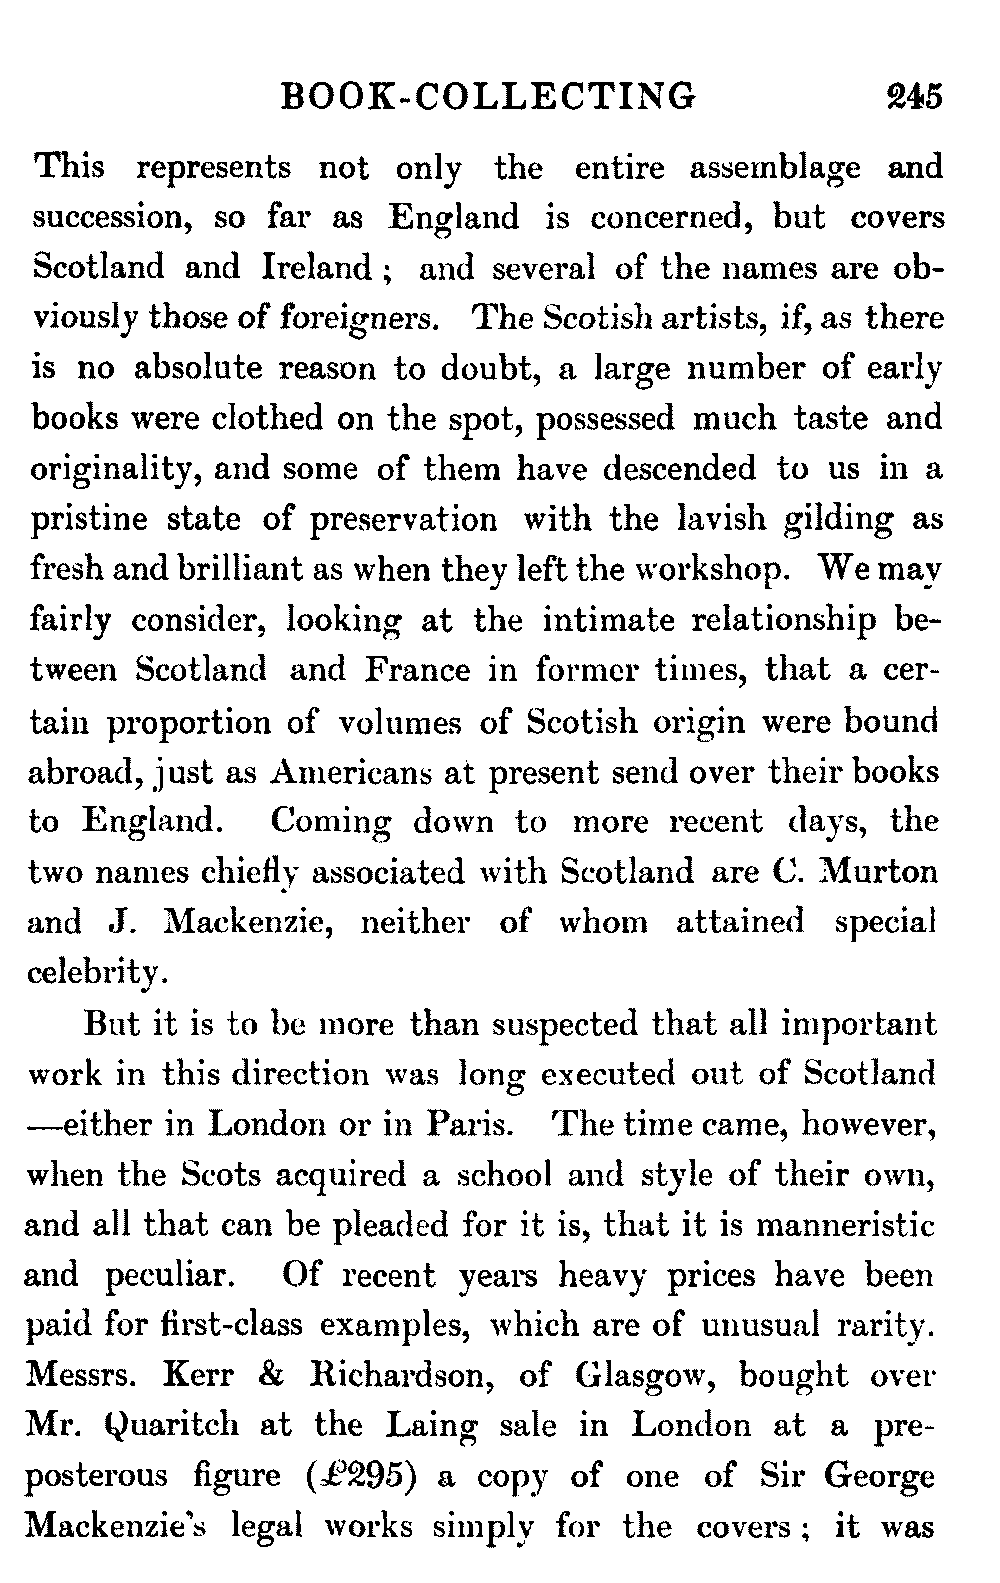 BOOK-COLLECTING 245
This represents not only the entire assemblage and
succession, so far as England is concerned, but covers
Scotland and Ireland ; and several of the names are ob-
viously those of foreigners. The Scotish artists, if, as there
is no absolute reason to doubt, a large number of early
books were clothed on the spot, possessed much taste and
originality, and some of them have descended to us in a
pristine state of preservation with the lavish gilding as
fresh and brilliant as when they left the workshop. We may
fairly consider, looking at the intimate relationship be-
tween Scotland and France in former times, that a cer-
tain proportion of volumes of Scotish origin were bound
abroad, just as Americans at present send over their books
to England. Coming down to more recent days, the
two names chiefly associated with Scotland are C. Murton
and J. Mackenzie, neither of whom attained special
celebrity.
But it is to be more than suspected that all important
work in this direction was long executed out of Scotland
—either in London or in Paris. The time came, however,
when the Scots acquired a school and style of their own,
and all that can be pleaded for it is, that it is manneristic
and peculiar. Of recent years heavy prices have been
paid for first-class examples, which are of unusual rarity.
Messrs. Kerr & Richardson, of Glasgow, bought over
Mr. Quaritch at the Laing sale in London at a pre-
posterous figure (£295) a copy of one of Sir George
Mackenzie's legal works simply for the covers ; it was